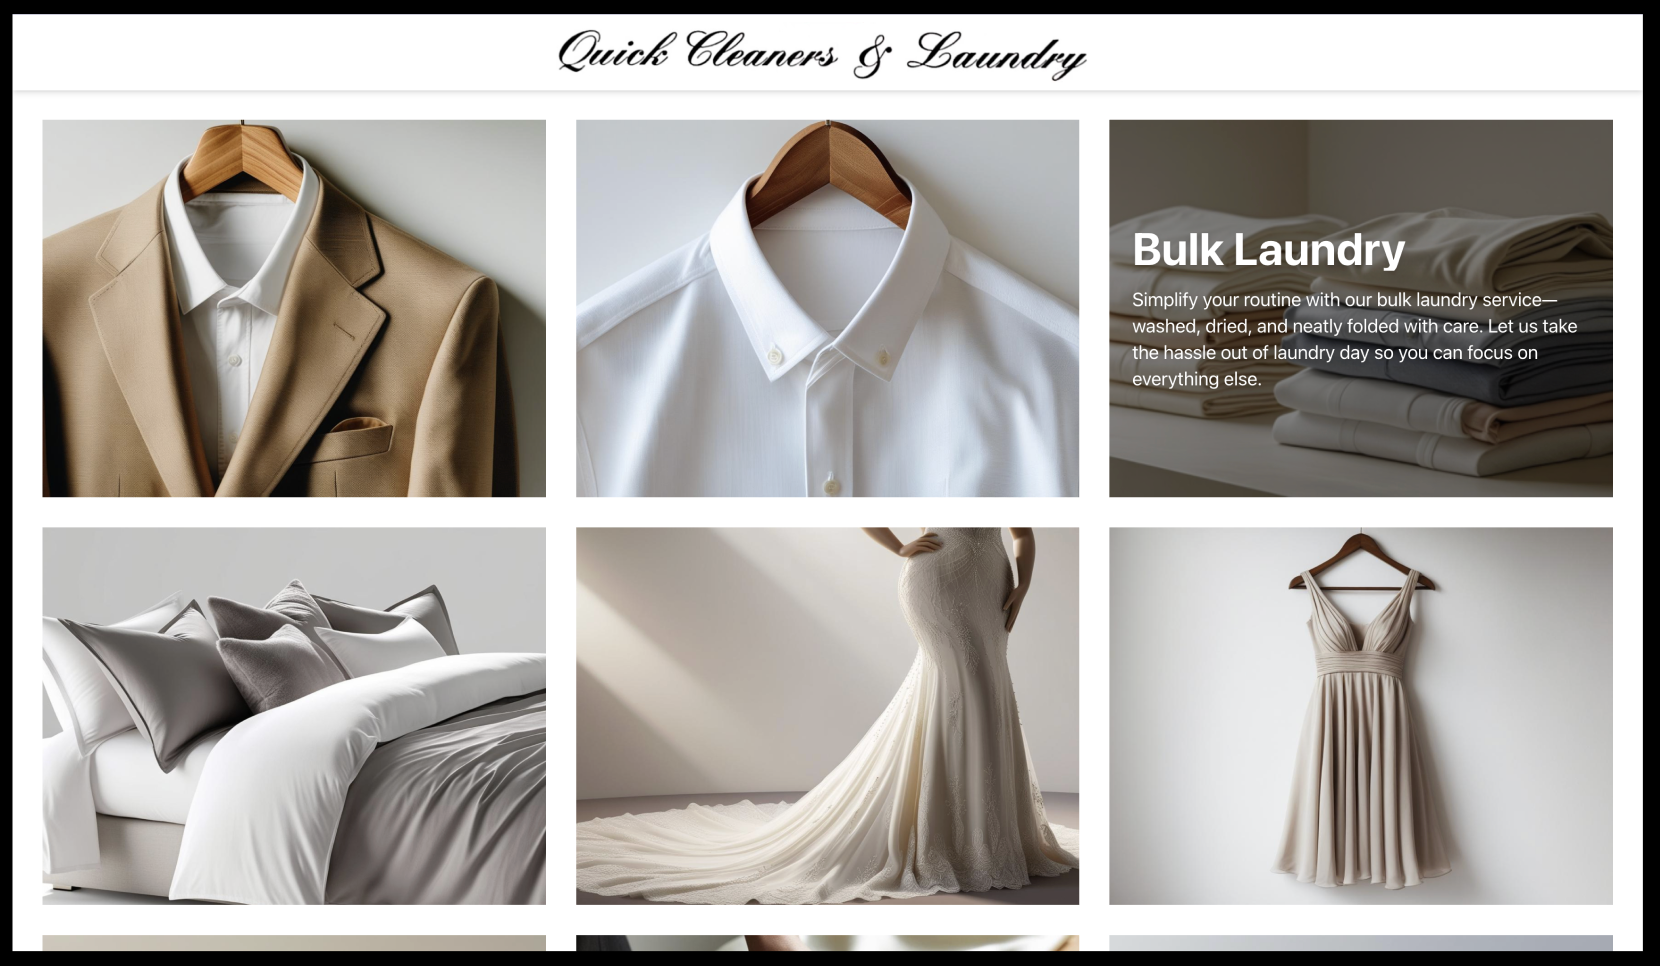 Quick Cleaners & Laundry
Bulk Laundry
Simplify your routine with our bulk laundry service—
washed, dried, and neatly folded with care. Let us take
the hassle out of laundry day so you can focus on
everything else.